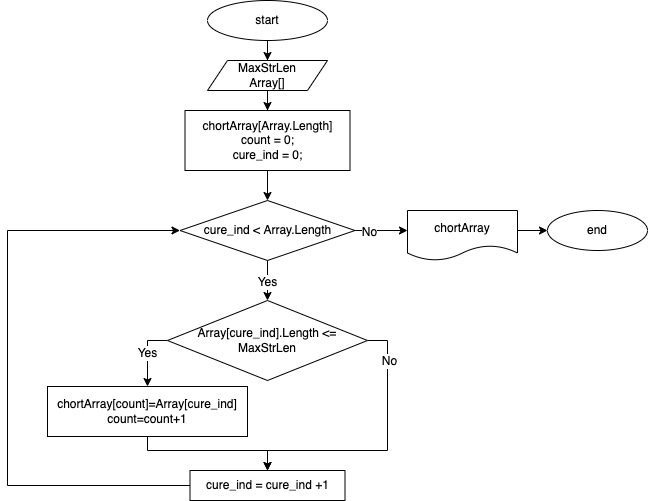 start
MaxStrLen
Array[]
chortArray[Array.Length]
count = 0;
cure_ind = 0;
cure_ind < Array.Length
No
chortArray
end
Yes
Array[cure_ind].Length <=
MaxStrLen
Yes
No
chortArray[count]=Array[cure_ind]
count=count+1
cure_ind = cure_ind +1